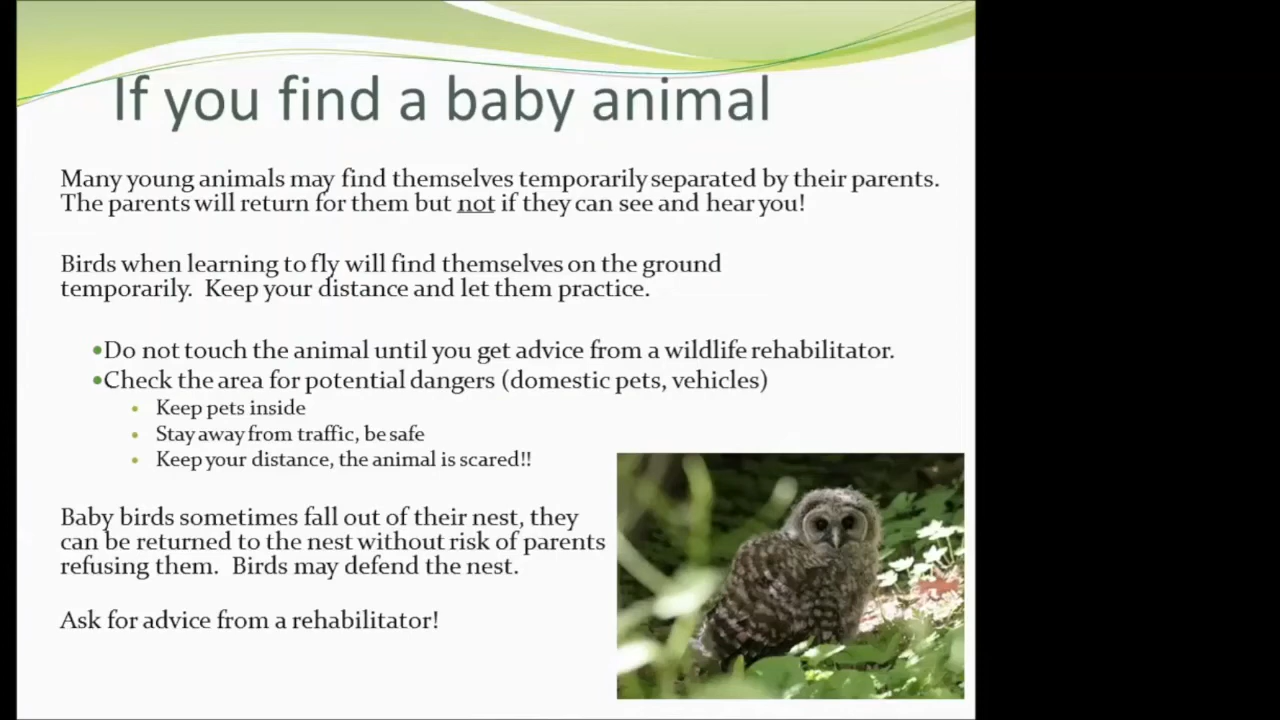 If you find a baby animal
Many young animals may find themselves temporarily separated by their parents.
The parents will return for them but not if they can see and hear you!
Birds when learning to fly will find themselves on the ground
temporarily. Keep your distance and let them practice.
•Do not touch the animal until you get advice from a wildlife rehabilitator.
•Check the area for potential dangers (domestic pets, vehicles)
• Keep pets inside
• Stay away from traffic, be safe
• Keep your distance, the animal is scared!!
Baby birds sometimes fall out of their nest, they
can be returned to the nest without risk of parents
refusing them. Birds may defend the nest.
Ask for advice from a rehabilitator!